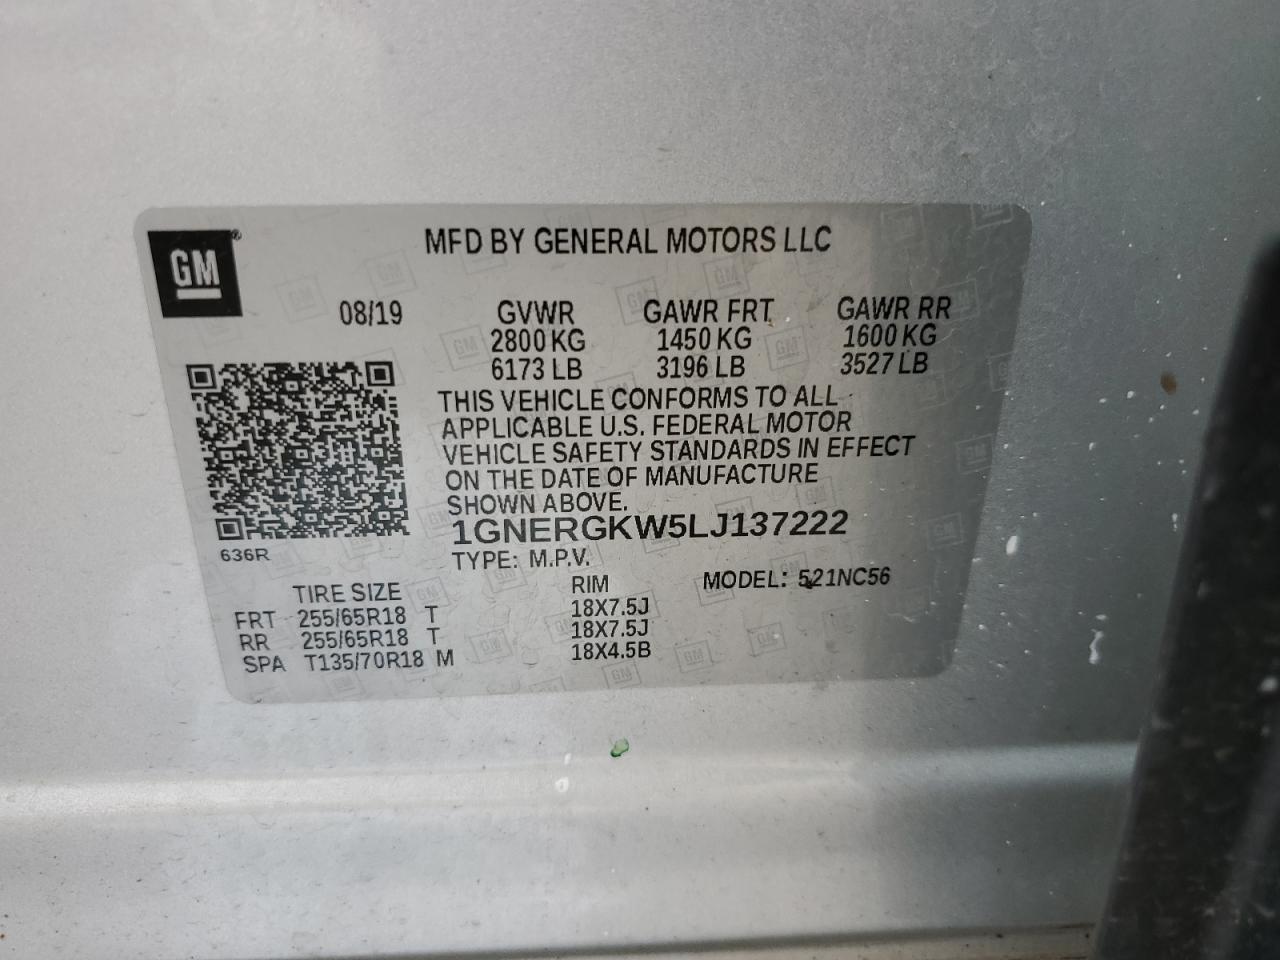 GM
MFD BY GENERAL MOTORS LLC
08/19 GVWR GAWR FRT GAWR RR
2800 KG 1450 KG 1600 KG
6173 LB 3196 LB 3527 LB
THIS VEHICLE CONFORMS TO ALL
APPLICABLE U.S. FEDERAL MOTOR
VEHICLE SAFETY STANDARDS IN EFFECT
ON THE DATE OF MANUFACTURE
SHOWN ABOVE.
1GNERGKW5LJ137222
636R
TYPE: M.P.V.
TIRE SIZE RIM MODEL: 521NC56
FRT 255/65R18 T 18X7.5J
RR 255/65R18 T 18X7.5J
SPA T135/70R18 M 18X4.5B